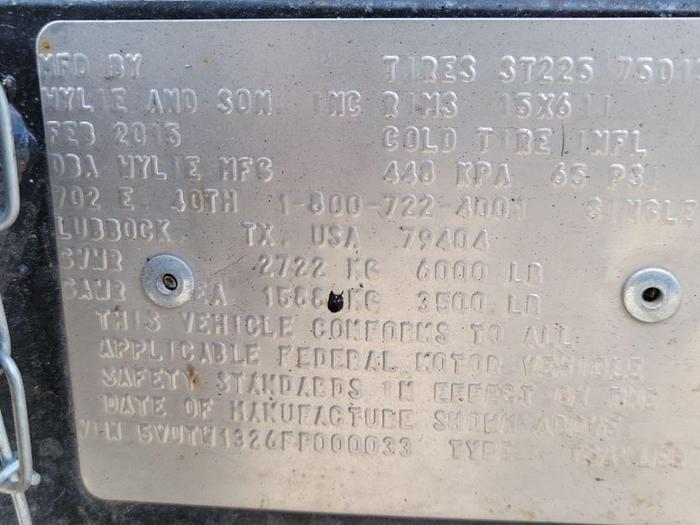 MFD BY TIRES ST225 75D1
WYLIE AND SON, INC RIMS 15X6 JJ
FEB 2015 COLD TIRE INFL
DBA WYLIE MFG 448 KPA 65 PSI
702 E. 40TH 1-800-722-4001 SINGLE
LUBBOCK TX. USA 79404
GVWR 2722 KG 6000 LB
GAWR EA 1588 KG 3500 LB
THIS VEHICLE CONFORMS TO ALL
APPLICABLE FEDERAL MOTOR VEHICLE
SAFETY STANDARDS IN EFFECT ON THE
DATE OF MANUFACTURE SHOWN ABOVE
VIN 5VUTW1326FP000033 TYPE TRAILER